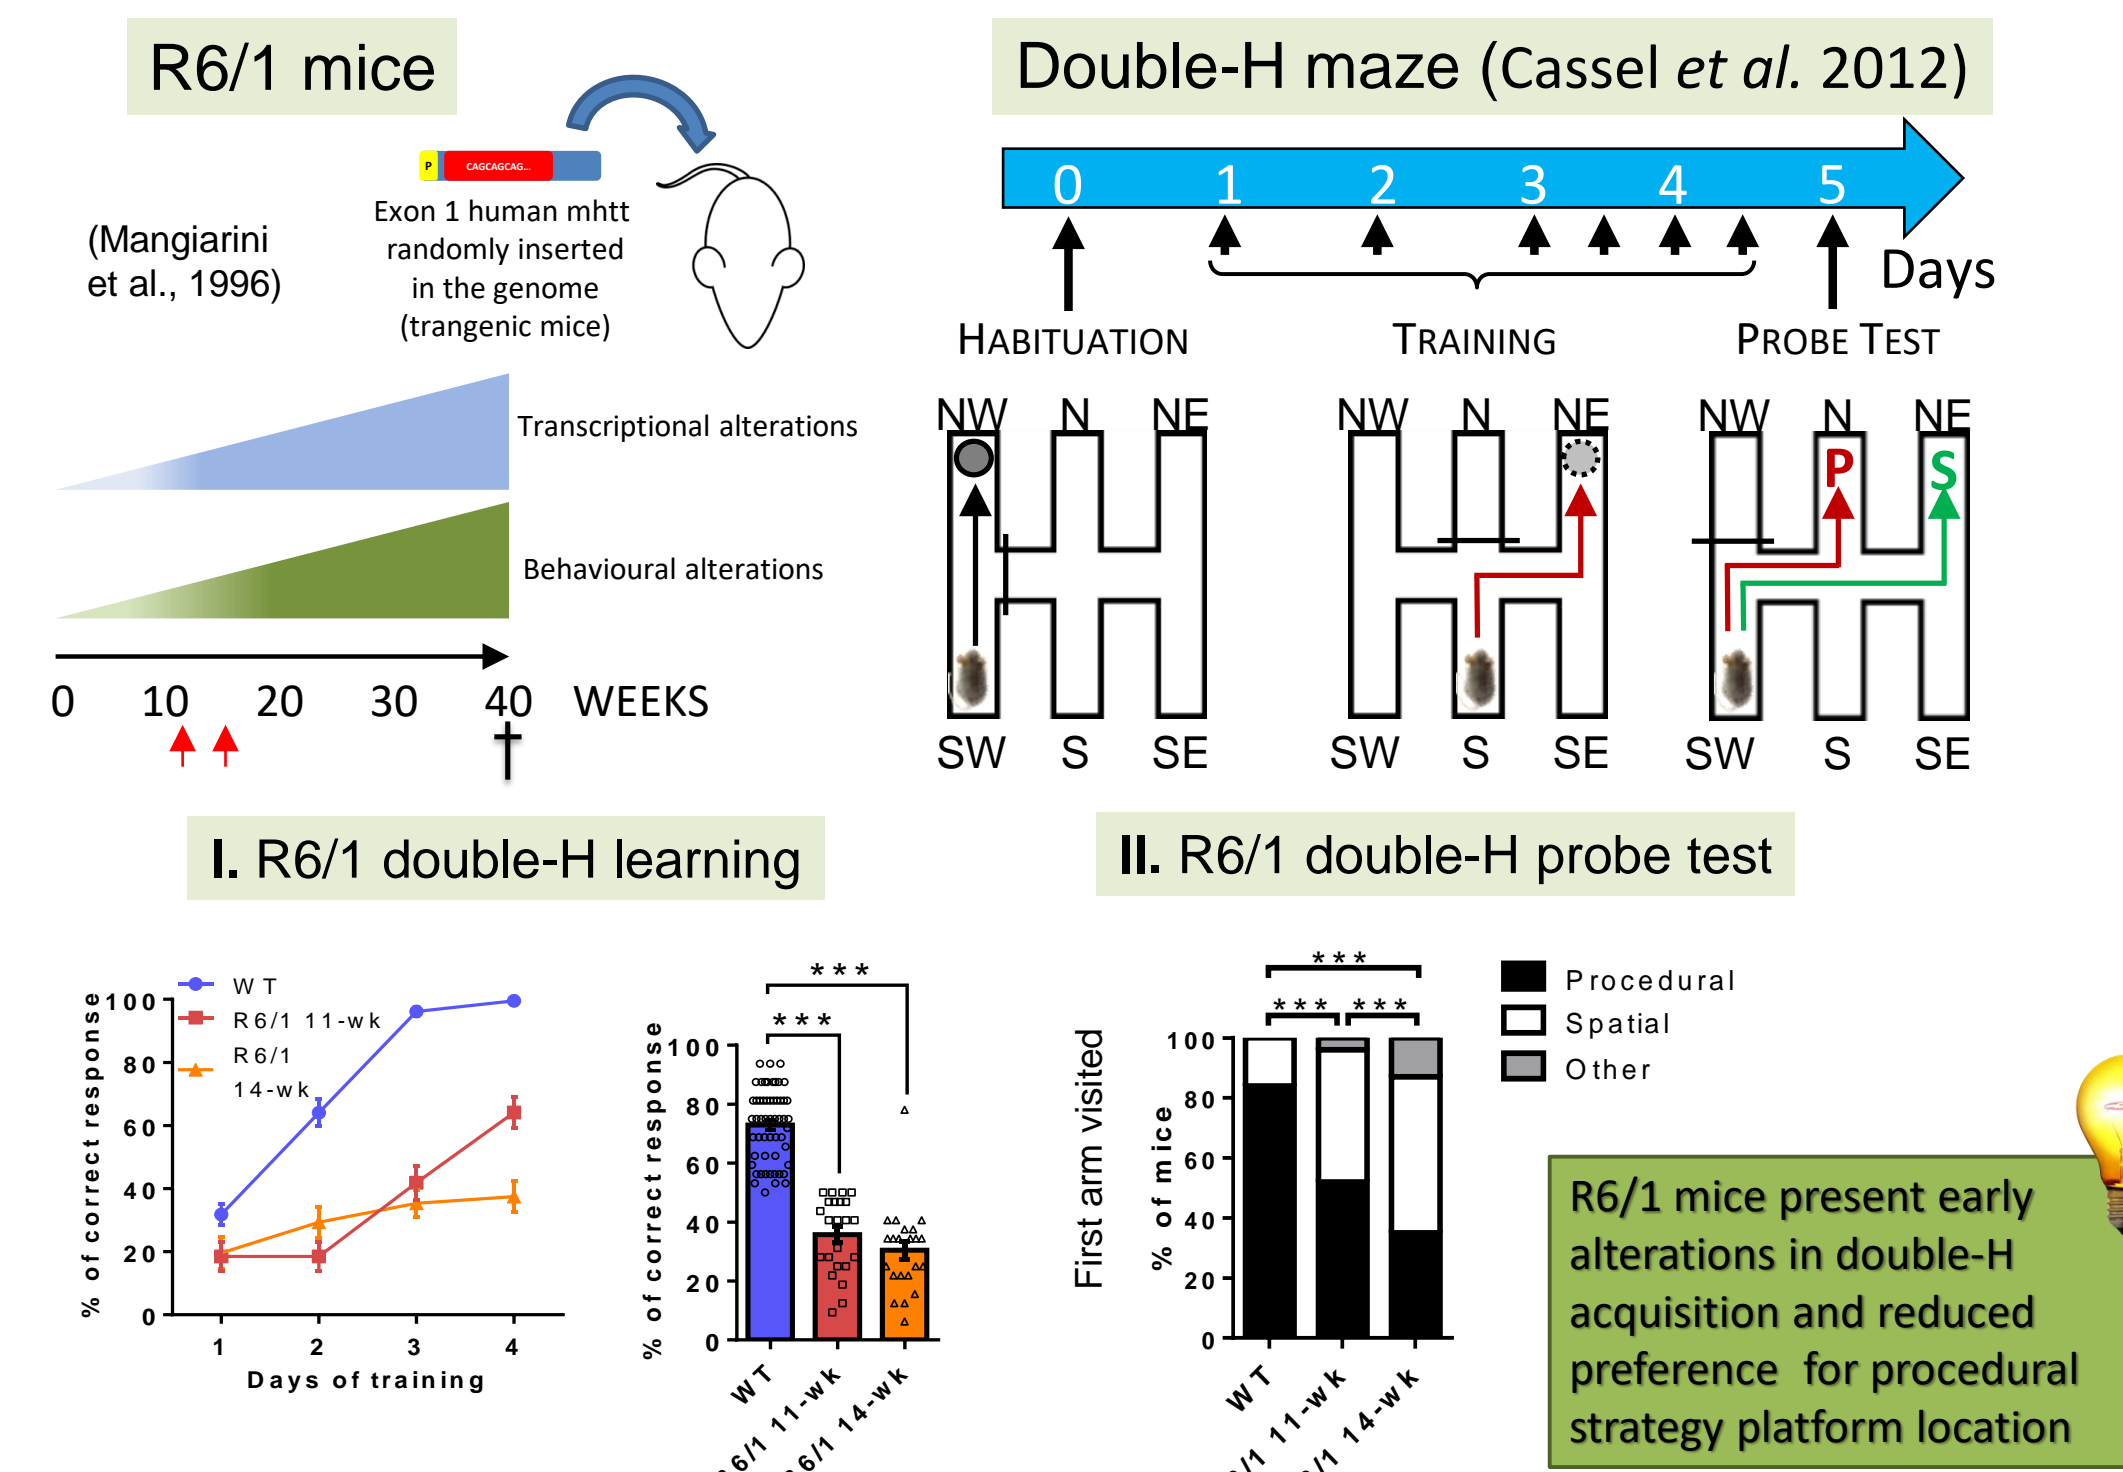 R6/1 mice
Double-H maze (Cassel et al. 2012)
P
CAGCAGCAG...
Exon 1 human mhtt
randomly inserted
in the genome
(trangenic mice)
(Mangiarini
et al., 1996)
0 1 2 3 4 5
Days
HABITUATION
TRAINING
PROBE TEST
Transcriptional alterations
Behavioural alterations
0 10 20 30 40 WEEKS
NW N NE
SW S SE
NW N NE
SW S SE
NW N NE
P S
SW S SE
I. R6/1 double-H learning
II. R6/1 double-H probe test
WT
R6/1 11-wk
R6/1
14-wk
% of correct response
100
80
60
40
20
0
1 2 3 4
Days of training
% of correct response
100
80
60
40
20
0
***
***
WT
6/1 11-wk
6/1 14-wk
First arm visited
% of mice
100
80
60
40
20
0
***
*** ***
WT
/1 11-wk
/1 14-wk
Procedural
Spatial
Other
R6/1 mice present early
alterations in double-H
acquisition and reduced
preference for procedural
strategy platform location